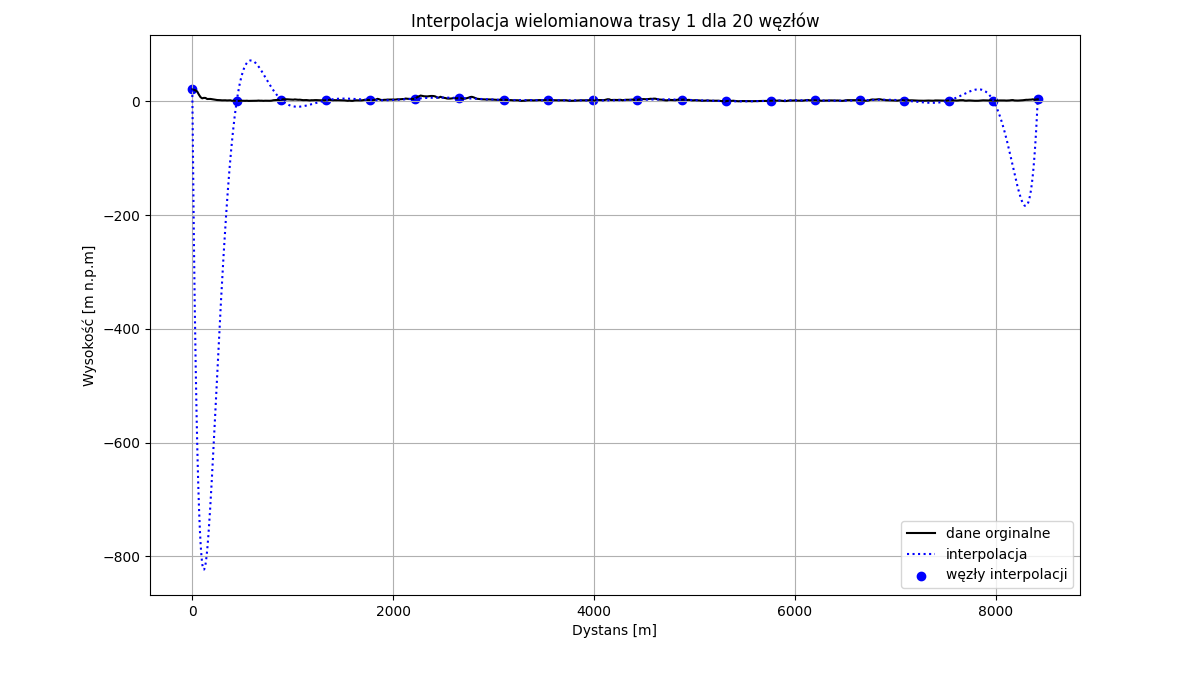 Interpolacja wielomianowa trasy 1 dla 20 węzłów
Wysokość [m n.p.m]
0
−200
−400
−600
−800
0
2000
4000
6000
8000
Dystans [m]
dane orginalne
interpolacja
węzły interpolacji